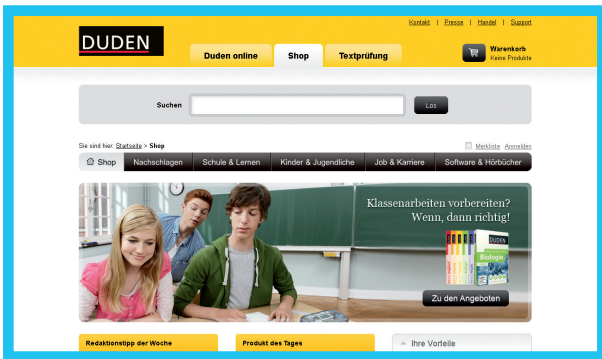 Kontakt | Presse | Handel | Support
DUDEN
Duden online
Shop
Textprüfung
Warenkorb
Keine Produkte
Suchen
Los
Sie sind hier: Startseite > Shop
Merkliste Anmelden
Shop
Nachschlagen
Schule & Lernen
Kinder & Jugendliche
Job & Karriere
Software & Hörbücher
Klassenarbeiten vorbereiten?
Wenn, dann richtig!
DUDEN
Biologie
Zu den Angeboten
Redaktionstipp der Woche
Produkt des Tages
Ihre Vorteile